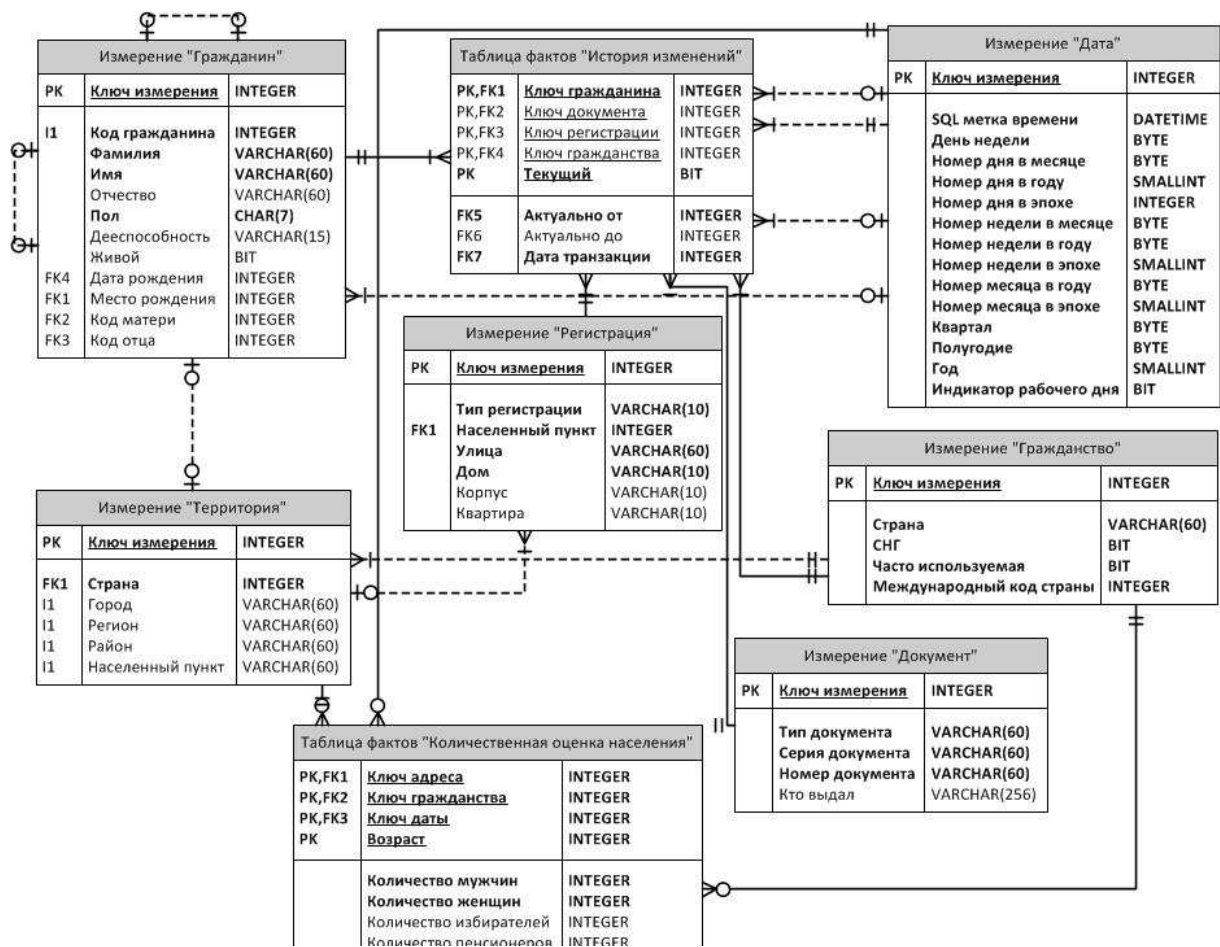 Измерение "Гражданин"
PK Ключ измерения INTEGER
I1 Код гражданина INTEGER
Фамилия VARCHAR(60)
Имя VARCHAR(60)
Отчество VARCHAR(60)
Пол CHAR(7)
Дееспособность VARCHAR(15)
Живой BIT
FK4 Дата рождения INTEGER
FK1 Место рождения INTEGER
FK2 Код матери INTEGER
FK3 Код отца INTEGER
Таблица фактов "История изменений"
PK,FK1 Ключ гражданина INTEGER
PK,FK2 Ключ документа INTEGER
PK,FK3 Ключ регистрации INTEGER
PK,FK4 Ключ гражданства INTEGER
PK Текущий BIT
FK5 Актуально от INTEGER
FK6 Актуально до INTEGER
FK7 Дата транзакции INTEGER
Измерение "Дата"
PK Ключ измерения INTEGER
SQL метка времени DATETIME
День недели BYTE
Номер дня в месяце BYTE
Номер дня в году SMALLINT
Номер дня в эпохе INTEGER
Номер недели в месяце BYTE
Номер недели в году BYTE
Номер недели в эпохе SMALLINT
Номер месяца в году BYTE
Номер месяца в эпохе SMALLINT
Квартал BYTE
Полугодие BYTE
Год SMALLINT
Индикатор рабочего дня BIT
Измерение "Регистрация"
PK Ключ измерения INTEGER
Тип регистрации VARCHAR(10)
FK1 Населенный пункт INTEGER
Улица VARCHAR(60)
Дом VARCHAR(10)
Корпус VARCHAR(10)
Квартира VARCHAR(10)
Измерение "Гражданство"
PK Ключ измерения INTEGER
Страна VARCHAR(60)
СНГ BIT
Часто используемая BIT
Международный код страны INTEGER
Измерение "Территория"
PK Ключ измерения INTEGER
FK1 Страна INTEGER
I1 Город VARCHAR(60)
I1 Регион VARCHAR(60)
I1 Район VARCHAR(60)
I1 Населенный пункт VARCHAR(60)
Измерение "Документ"
PK Ключ измерения INTEGER
Тип документа VARCHAR(60)
Серия документа VARCHAR(60)
Номер документа VARCHAR(60)
Кто выдал VARCHAR(256)
Таблица фактов "Количественная оценка населения"
PK,FK1 Ключ адреса INTEGER
PK,FK2 Ключ гражданства INTEGER
PK,FK3 Ключ даты INTEGER
PK Возраст INTEGER
Количество мужчин INTEGER
Количество женщин INTEGER
Количество избирателей INTEGER
Количество пенсионеров INTEGER